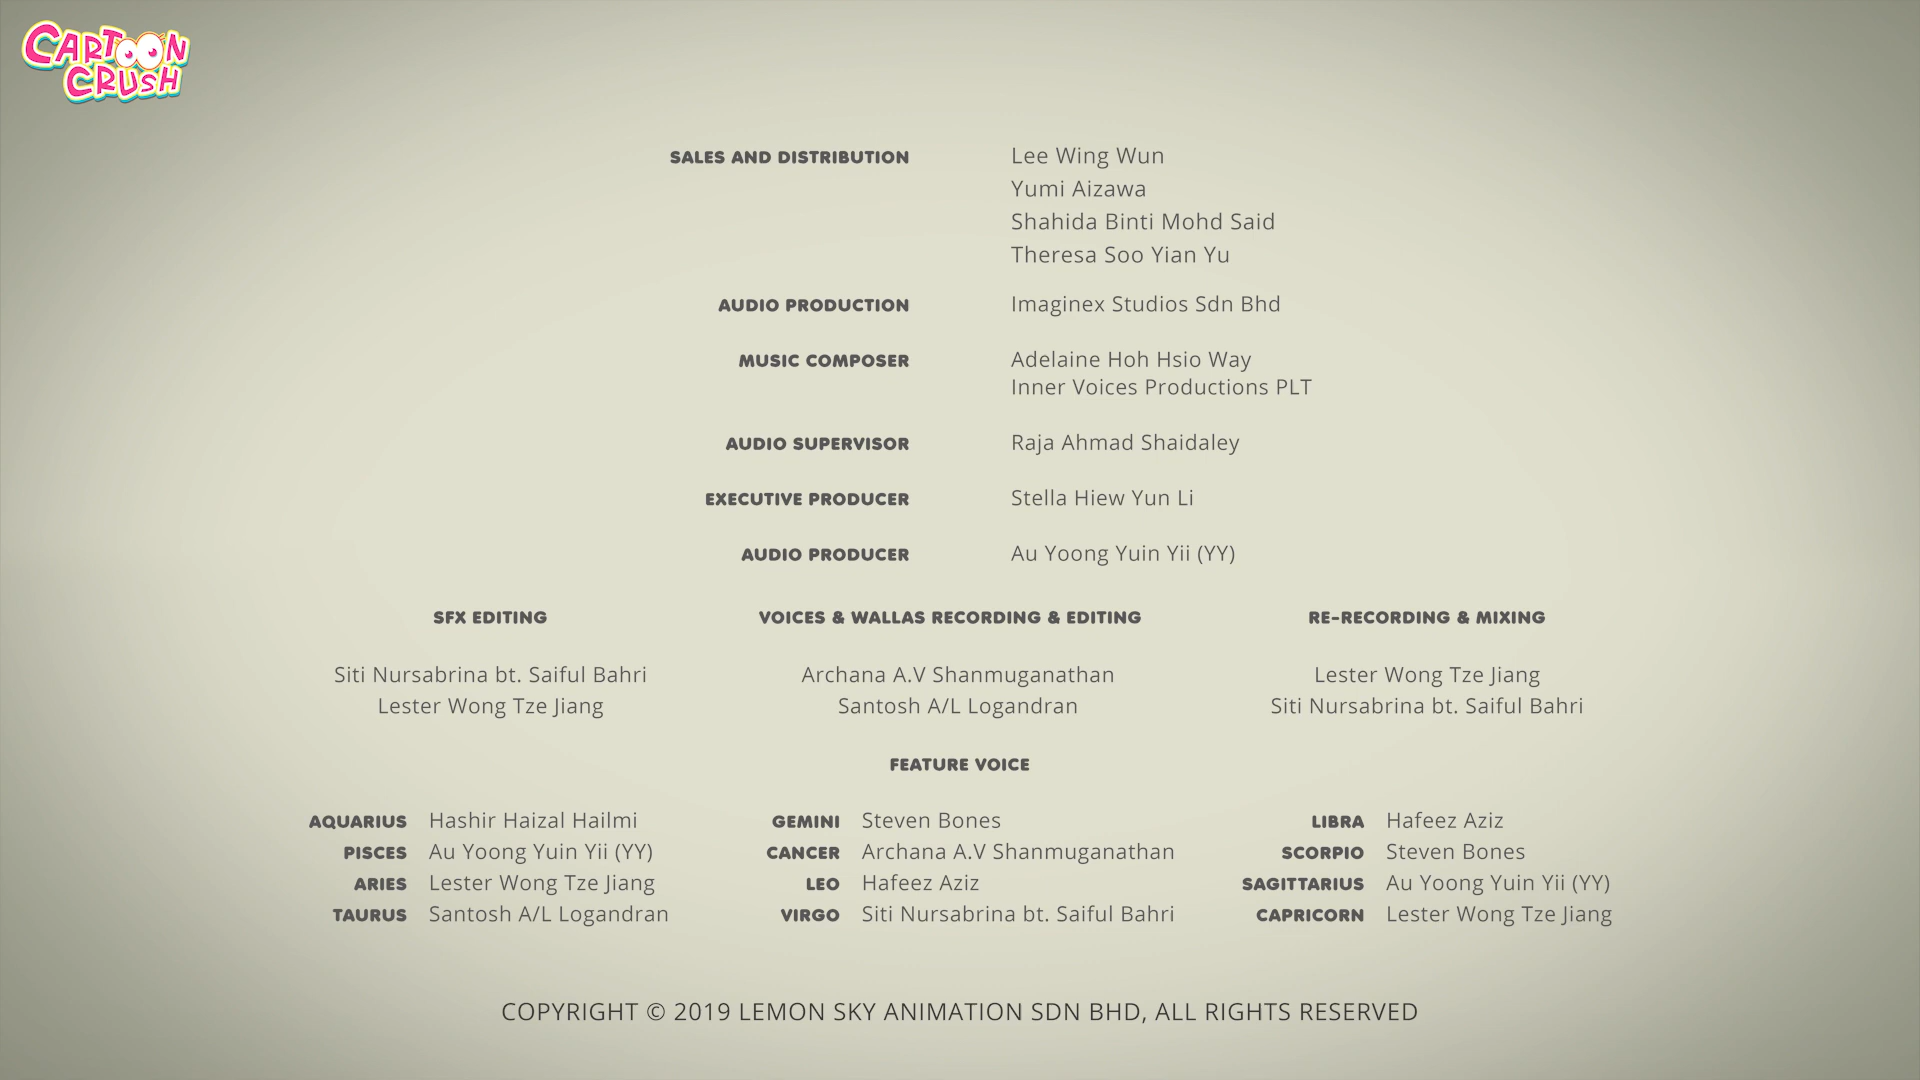 CARTOON
CRUSH
SALES AND DISTRIBUTION Lee Wing Wun
Yumi Aizawa
Shahida Binti Mohd Said
Theresa Soo Yian Yu
AUDIO PRODUCTION Imaginex Studios Sdn Bhd
MUSIC COMPOSER Adelaine Hoh Hsio Way
Inner Voices Productions PLT
AUDIO SUPERVISOR Raja Ahmad Shaidaley
EXECUTIVE PRODUCER Stella Hiew Yun Li
AUDIO PRODUCER Au Yoong Yuin Yii (YY)
SFX EDITING
Siti Nursabrina bt. Saiful Bahri
Lester Wong Tze Jiang
VOICES & WALLAS RECORDING & EDITING
Archana A.V Shanmuganathan
Santosh A/L Logandran
RE-RECORDING & MIXING
Lester Wong Tze Jiang
Siti Nursabrina bt. Saiful Bahri
FEATURE VOICE
AQUARIUS Hashir Haizal Hailmi
PISCES Au Yoong Yuin Yii (YY)
ARIES Lester Wong Tze Jiang
TAURUS Santosh A/L Logandran
GEMINI Steven Bones
CANCER Archana A.V Shanmuganathan
LEO Hafeez Aziz
VIRGO Siti Nursabrina bt. Saiful Bahri
LIBRA Hafeez Aziz
SCORPIO Steven Bones
SAGITTARIUS Au Yoong Yuin Yii (YY)
CAPRICORN Lester Wong Tze Jiang
COPYRIGHT © 2019 LEMON SKY ANIMATION SDN BHD, ALL RIGHTS RESERVED